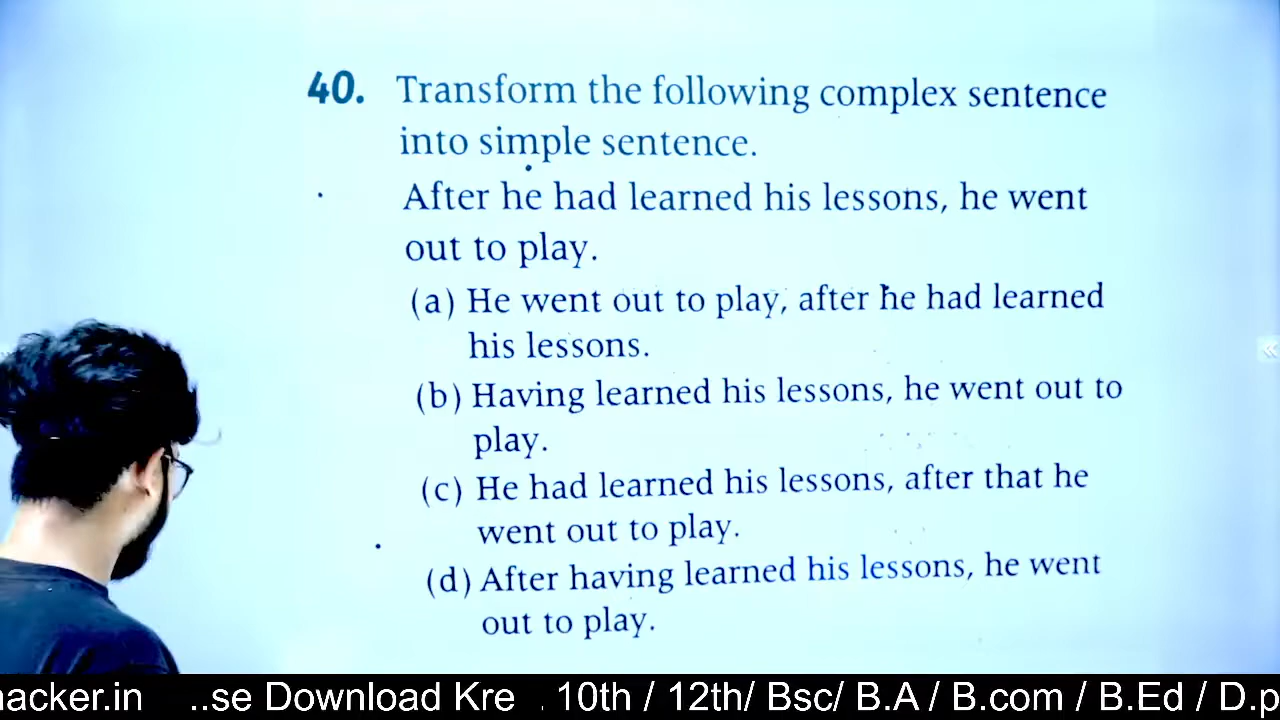 40. Transform the following complex sentence
into simple sentence.
After he had learned his lessons, he went
out to play.
(a) He went out to play, after he had learned
his lessons.
(b) Having learned his lessons, he went out to
play.
(c) He had learned his lessons, after that he
went out to play.
(d) After having learned his lessons, he went
out to play.
hacker.in ..se Download Kre . 10th / 12th/ Bsc/ B.A / B.com / B.Ed / D.p